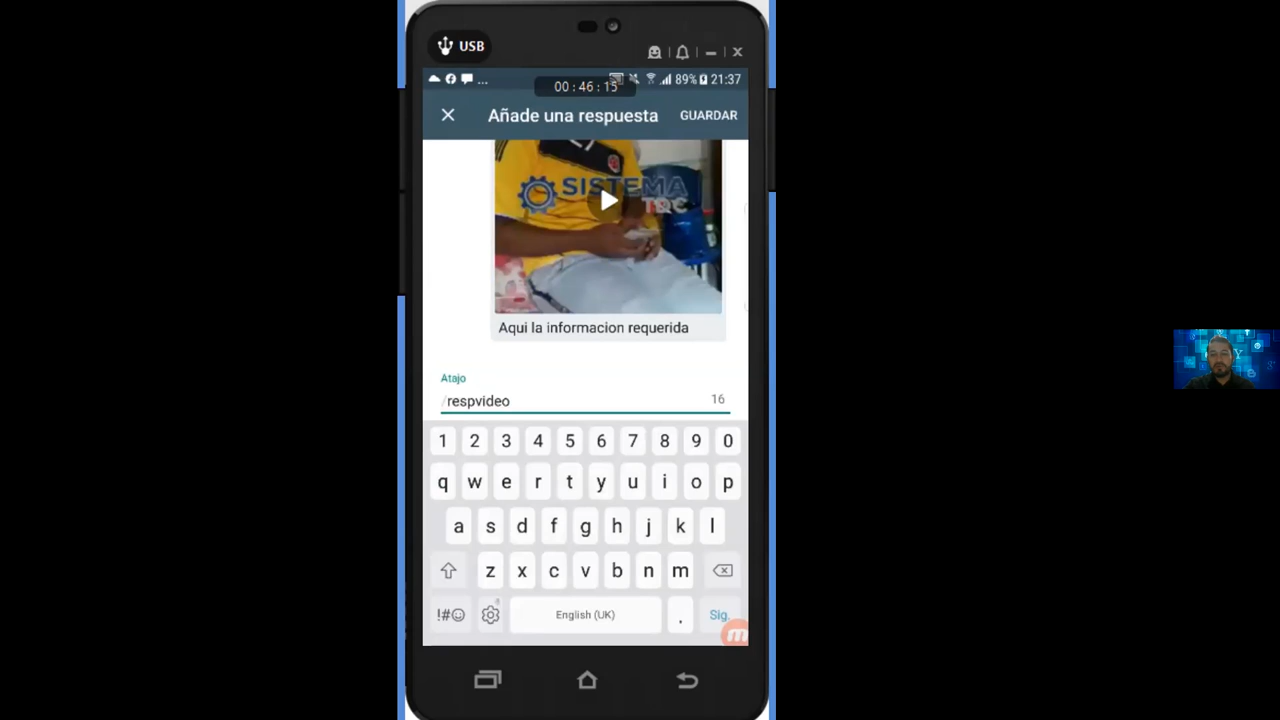 USB
... 89% 21:37
00:46:15
Añade una respuesta GUARDAR
SISTEMA
TDC
Aqui la informacion requerida
Atajo
/respvideo 16
1 2 3 4 5 6 7 8 9 0
q w e r t y u i o p
a s d f g h j k l
z x c v b n m
!#☺ English (UK) . Sig.